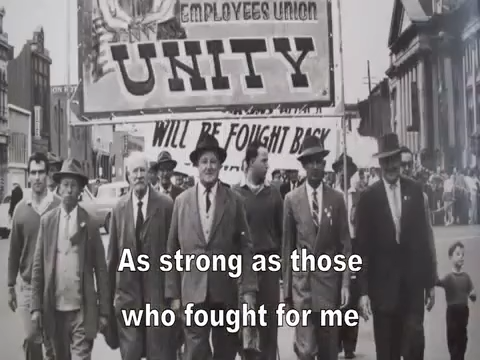 EMPLOYEES UNION
UNITY
WILL BE FOUGHT BACK
As strong as those
who fought for me